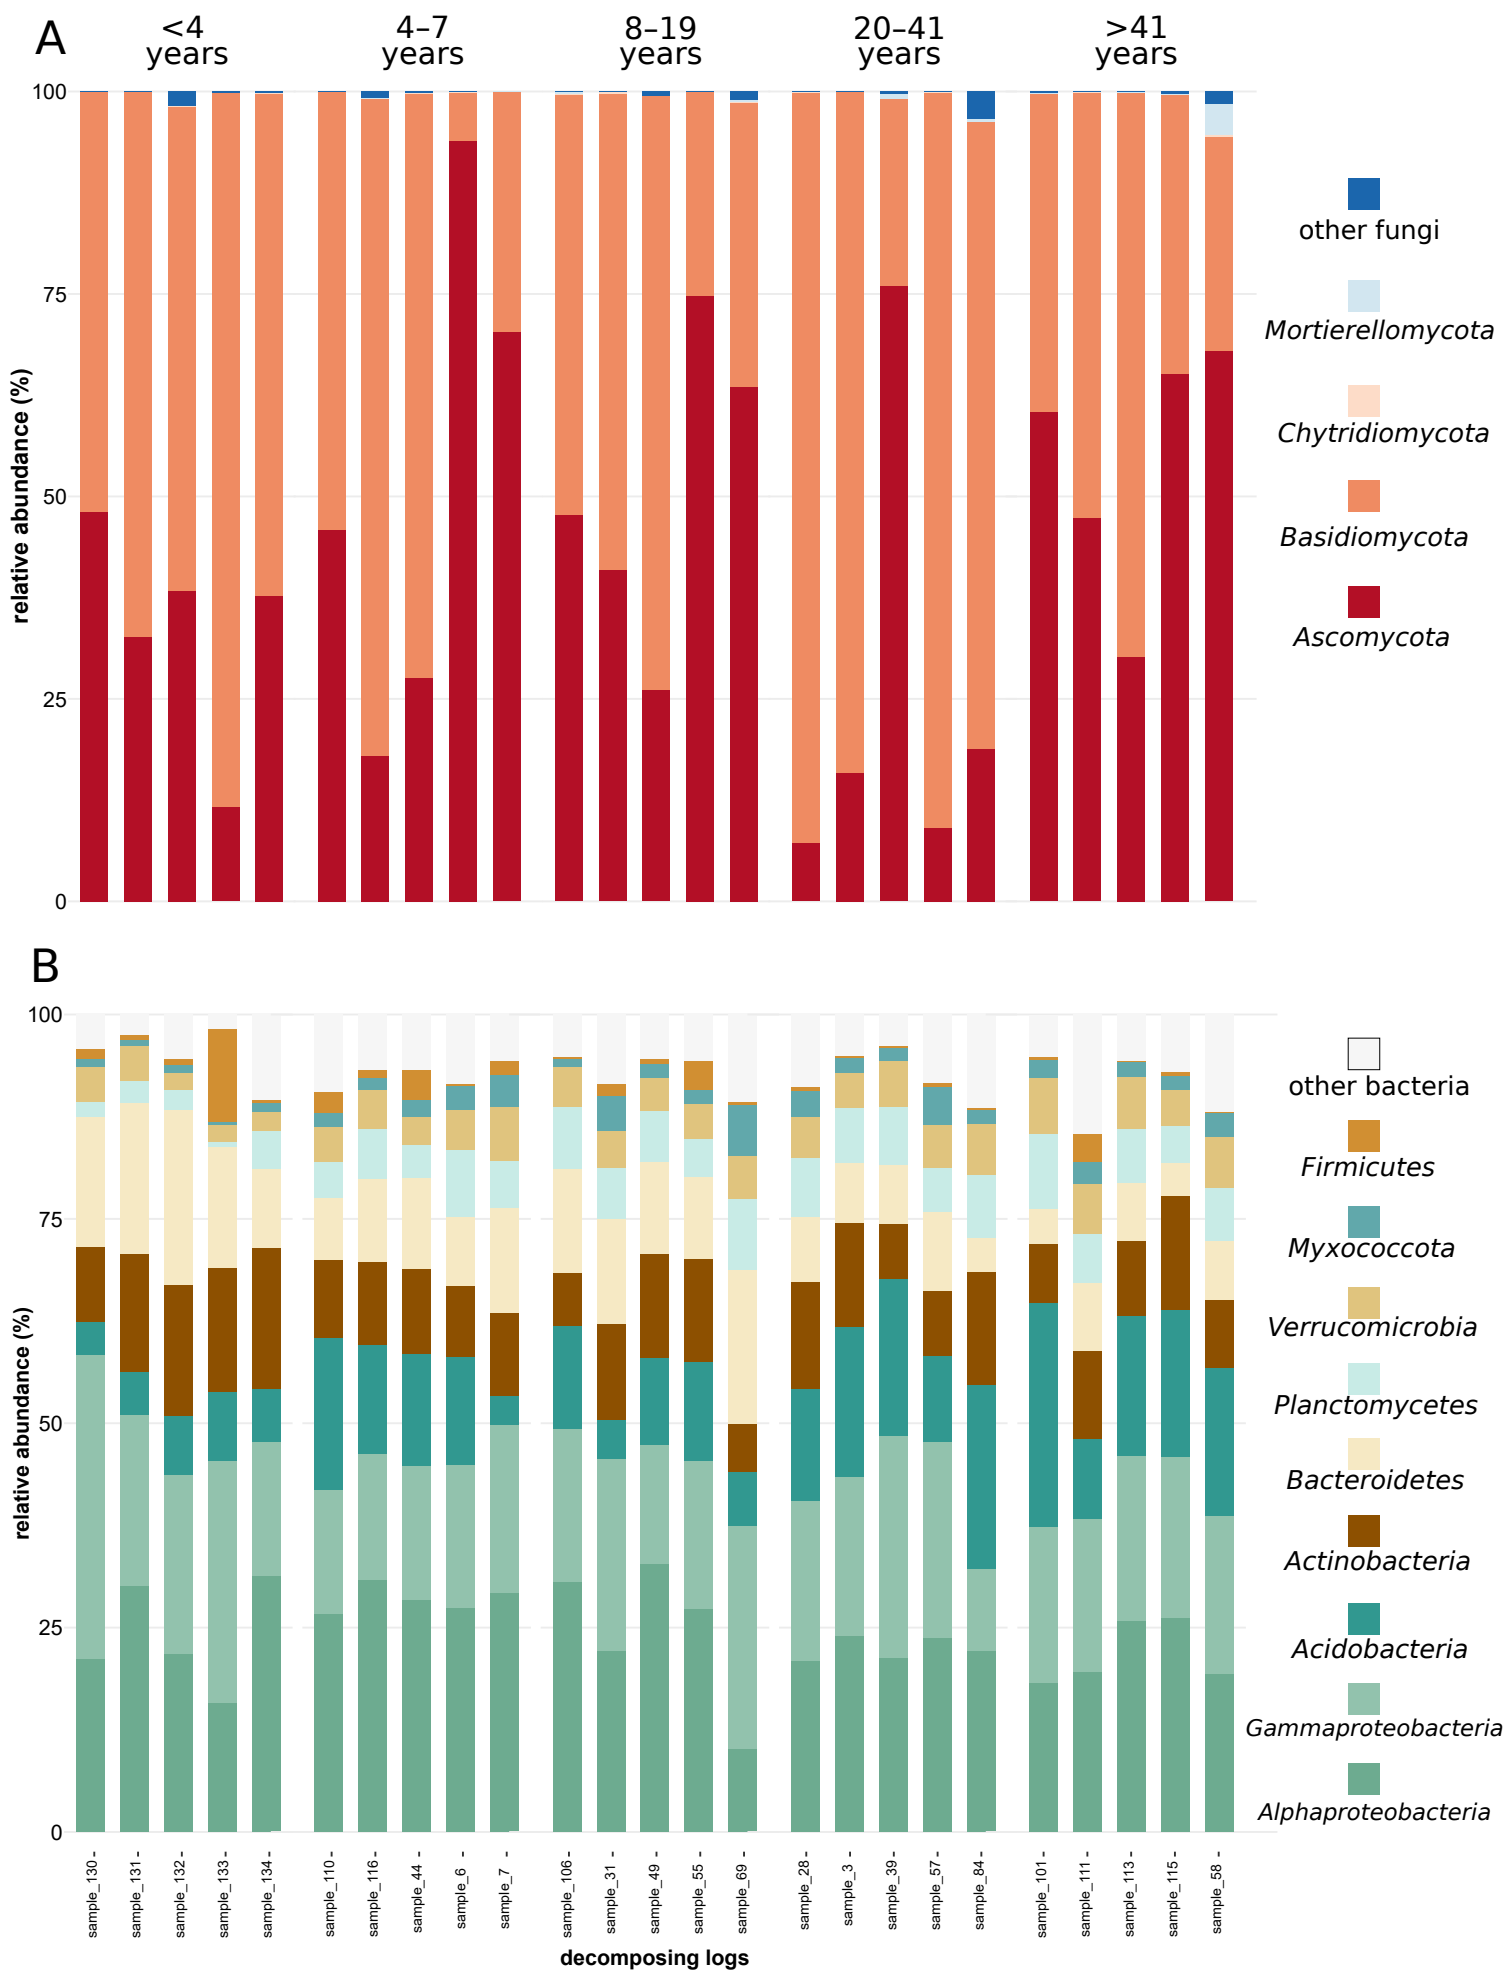 A
<4
years
4–7
years
8–19
years
20–41
years
>41
years
100
75
50
25
0
relative abundance (%)
other fungi
Mortierellomycota
Chytridiomycota
Basidiomycota
Ascomycota
B
100
75
50
25
0
relative abundance (%)
other bacteria
Firmicutes
Myxococcota
Verrucomicrobia
Planctomycetes
Bacteroidetes
Actinobacteria
Acidobacteria
Gammaproteobacteria
Alphaproteobacteria
sample_130 -
sample_131 -
sample_132 -
sample_133 -
sample_134 -
sample_110 -
sample_116 -
sample_44 -
sample_6 -
sample_7 -
sample_106 -
sample_31 -
sample_49 -
sample_55 -
sample_69 -
sample_28 -
sample_3 -
sample_39 -
sample_57 -
sample_84 -
sample_101 -
sample_111 -
sample_113 -
sample_115 -
sample_58 -
decomposing logs